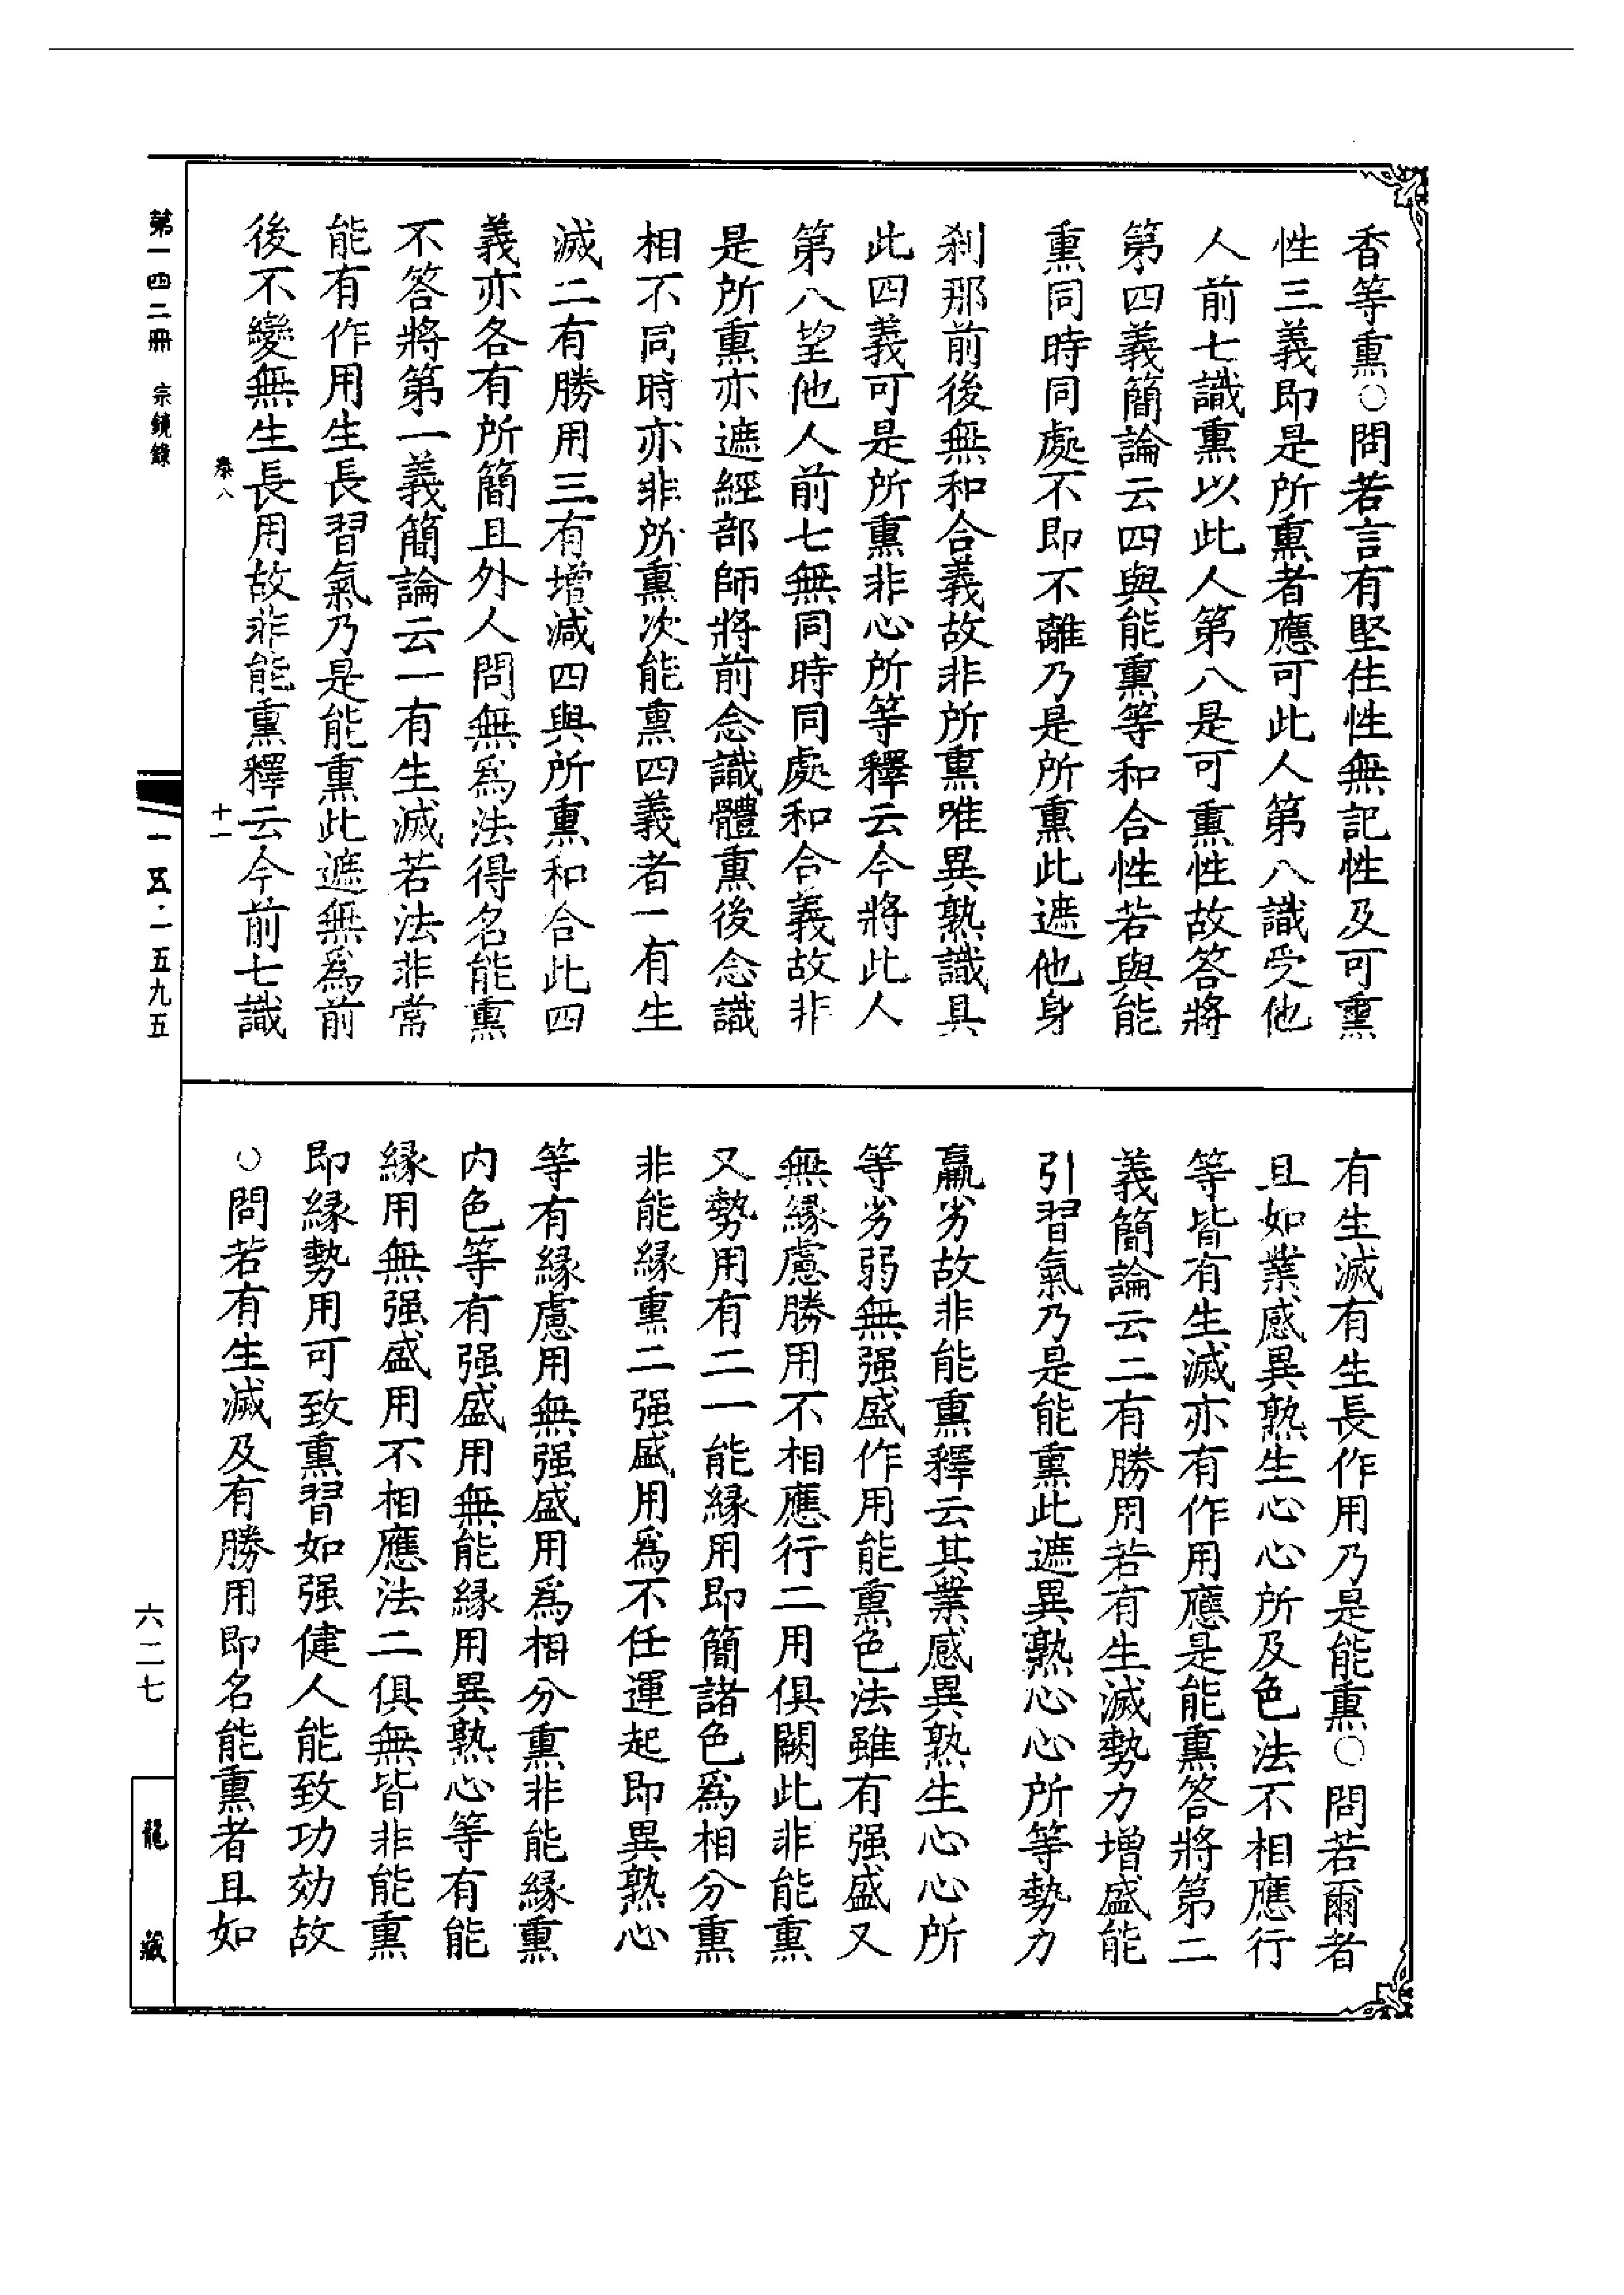 香等熏○問若言有堅住性無記性及可熏
性三義即是所熏者應可此人第八識受他
人前七識熏以此人第八是可熏性故答將
第四義簡論云四與能熏等和合性若與能
熏同時同處不即不離乃是所熏此遮他身
刹那前後無和合義故非所熏唯異熟識具
此四義可是所熏非心所等釋云今將此人
第八望他人前七無同時同處和合義故非
是所熏亦遮經部師將前念識體熏後念識
相不同時亦非所熏次能熏四義者一有生
滅二有勝用三有增減四與所熏和合此四
義亦各有所簡且外人問無爲法得名能熏
不答將第一義簡論云一有生滅若法非常
能有作用生長習氣乃是能熏此遮無爲前
後不變無生長用故非能熏釋云今前七識
有生滅有生長作用乃是能熏○問若爾者
且如業感異熟生心心所及色法不相應行
等皆有生滅亦有作用應是能熏答將第二
義簡論云二有勝用若有生滅勢力增盛能
引習氣乃是能熏此遮異熟心心所等勢力
羸劣故非能熏釋云其業感異熟生心心所
等劣弱無强盛作用能熏色法雖有强盛又
無緣慮勝用不相應行二用俱闕此非能熏
又勢用有二一能緣用即簡諸色爲相分熏
非能緣熏二强盛用爲不任運起即異熟心
等有緣慮用無强盛用爲相分熏非能緣熏
内色等有强盛用無能緣用異熟心等有能
緣用無强盛用不相應法二俱無皆非能熏
即緣勢用可致熏習如强健人能致功効故
○問若有生滅及有勝用即名能熏者且如
第一四二冊　宗鏡錄
卷八
十一
一五·一五九五
六二七
龍藏